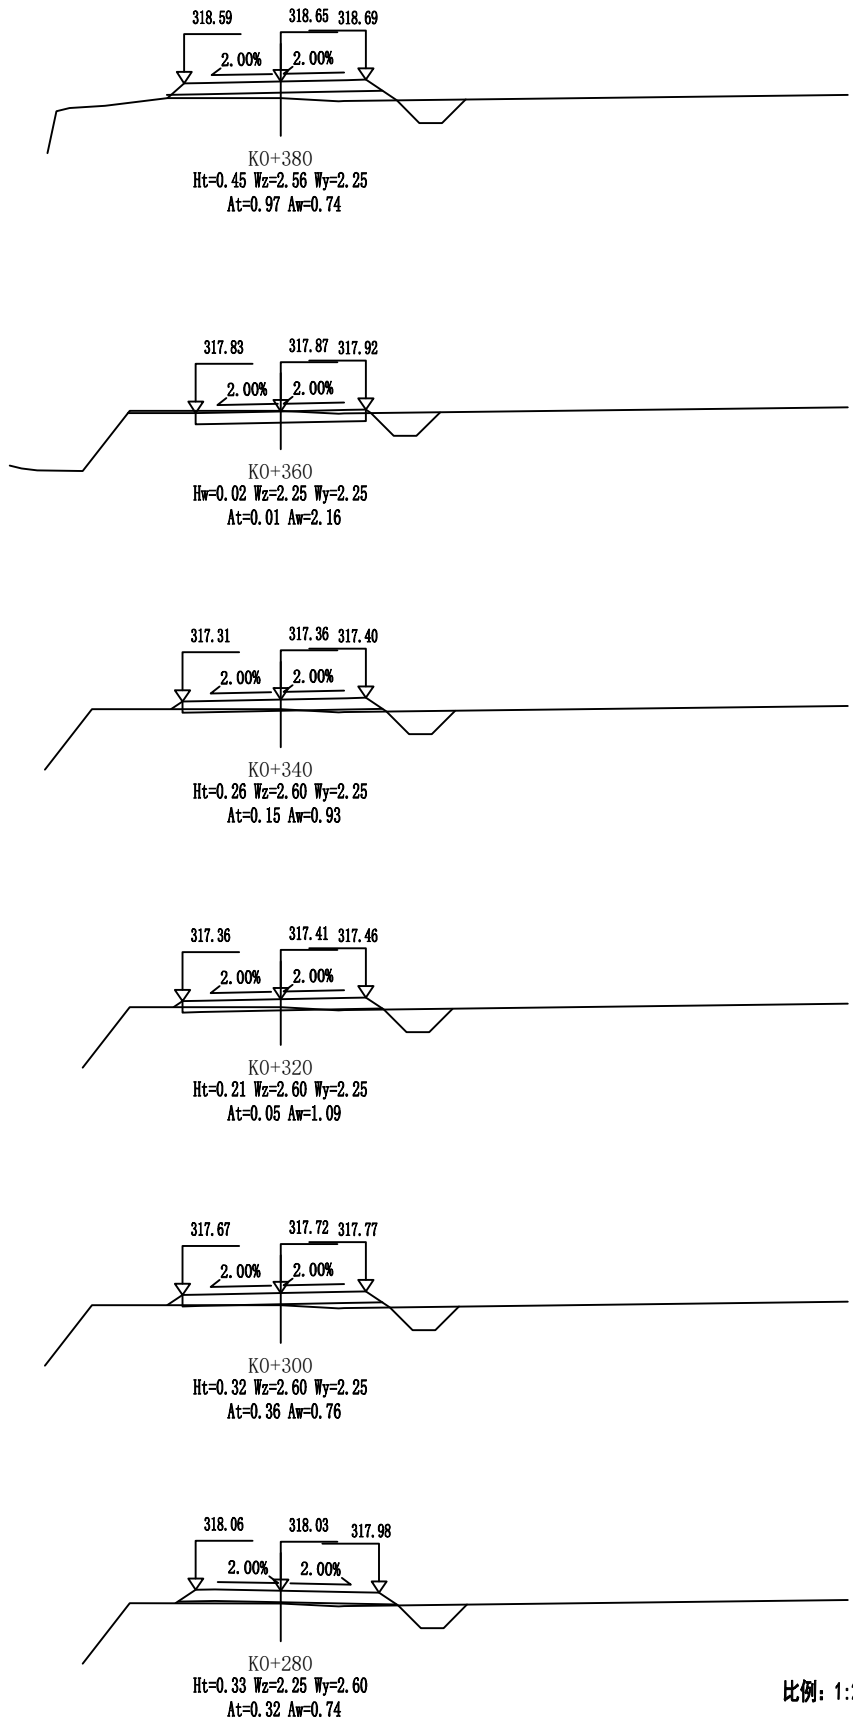 318.59 318.65 318.69
2.00% 2.00%
K0+380
Ht=0.45 Wz=2.56 Wy=2.25
At=0.97 Aw=0.74
317.83 317.87 317.92
2.00% 2.00%
K0+360
Hw=0.02 Wz=2.25 Wy=2.25
At=0.01 Aw=2.16
317.31 317.36 317.40
2.00% 2.00%
K0+340
Ht=0.26 Wz=2.60 Wy=2.25
At=0.15 Aw=0.93
317.36 317.41 317.46
2.00% 2.00%
K0+320
Ht=0.21 Wz=2.60 Wy=2.25
At=0.05 Aw=1.09
317.67 317.72 317.77
2.00% 2.00%
K0+300
Ht=0.32 Wz=2.60 Wy=2.25
At=0.36 Aw=0.76
318.06 318.03 317.98
2.00% 2.00%
K0+280
Ht=0.33 Wz=2.25 Wy=2.60
At=0.32 Aw=0.74
比例: 1: